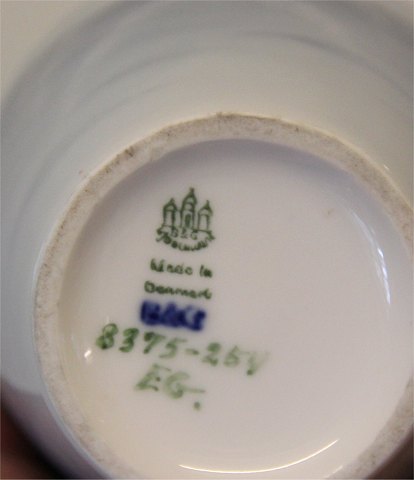 B&G
Made in
Denmark
B&G
8375-25V
EG.